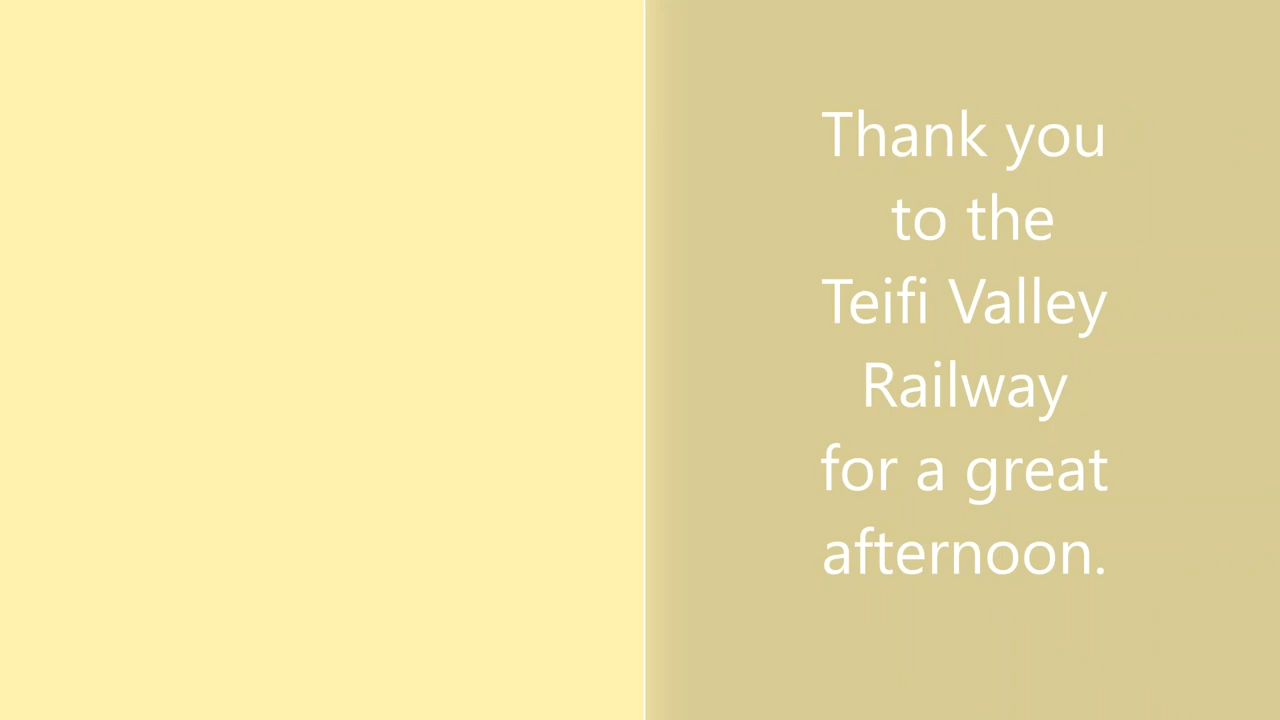 Thank you
to the
Teifi Valley
Railway
for a great
afternoon.